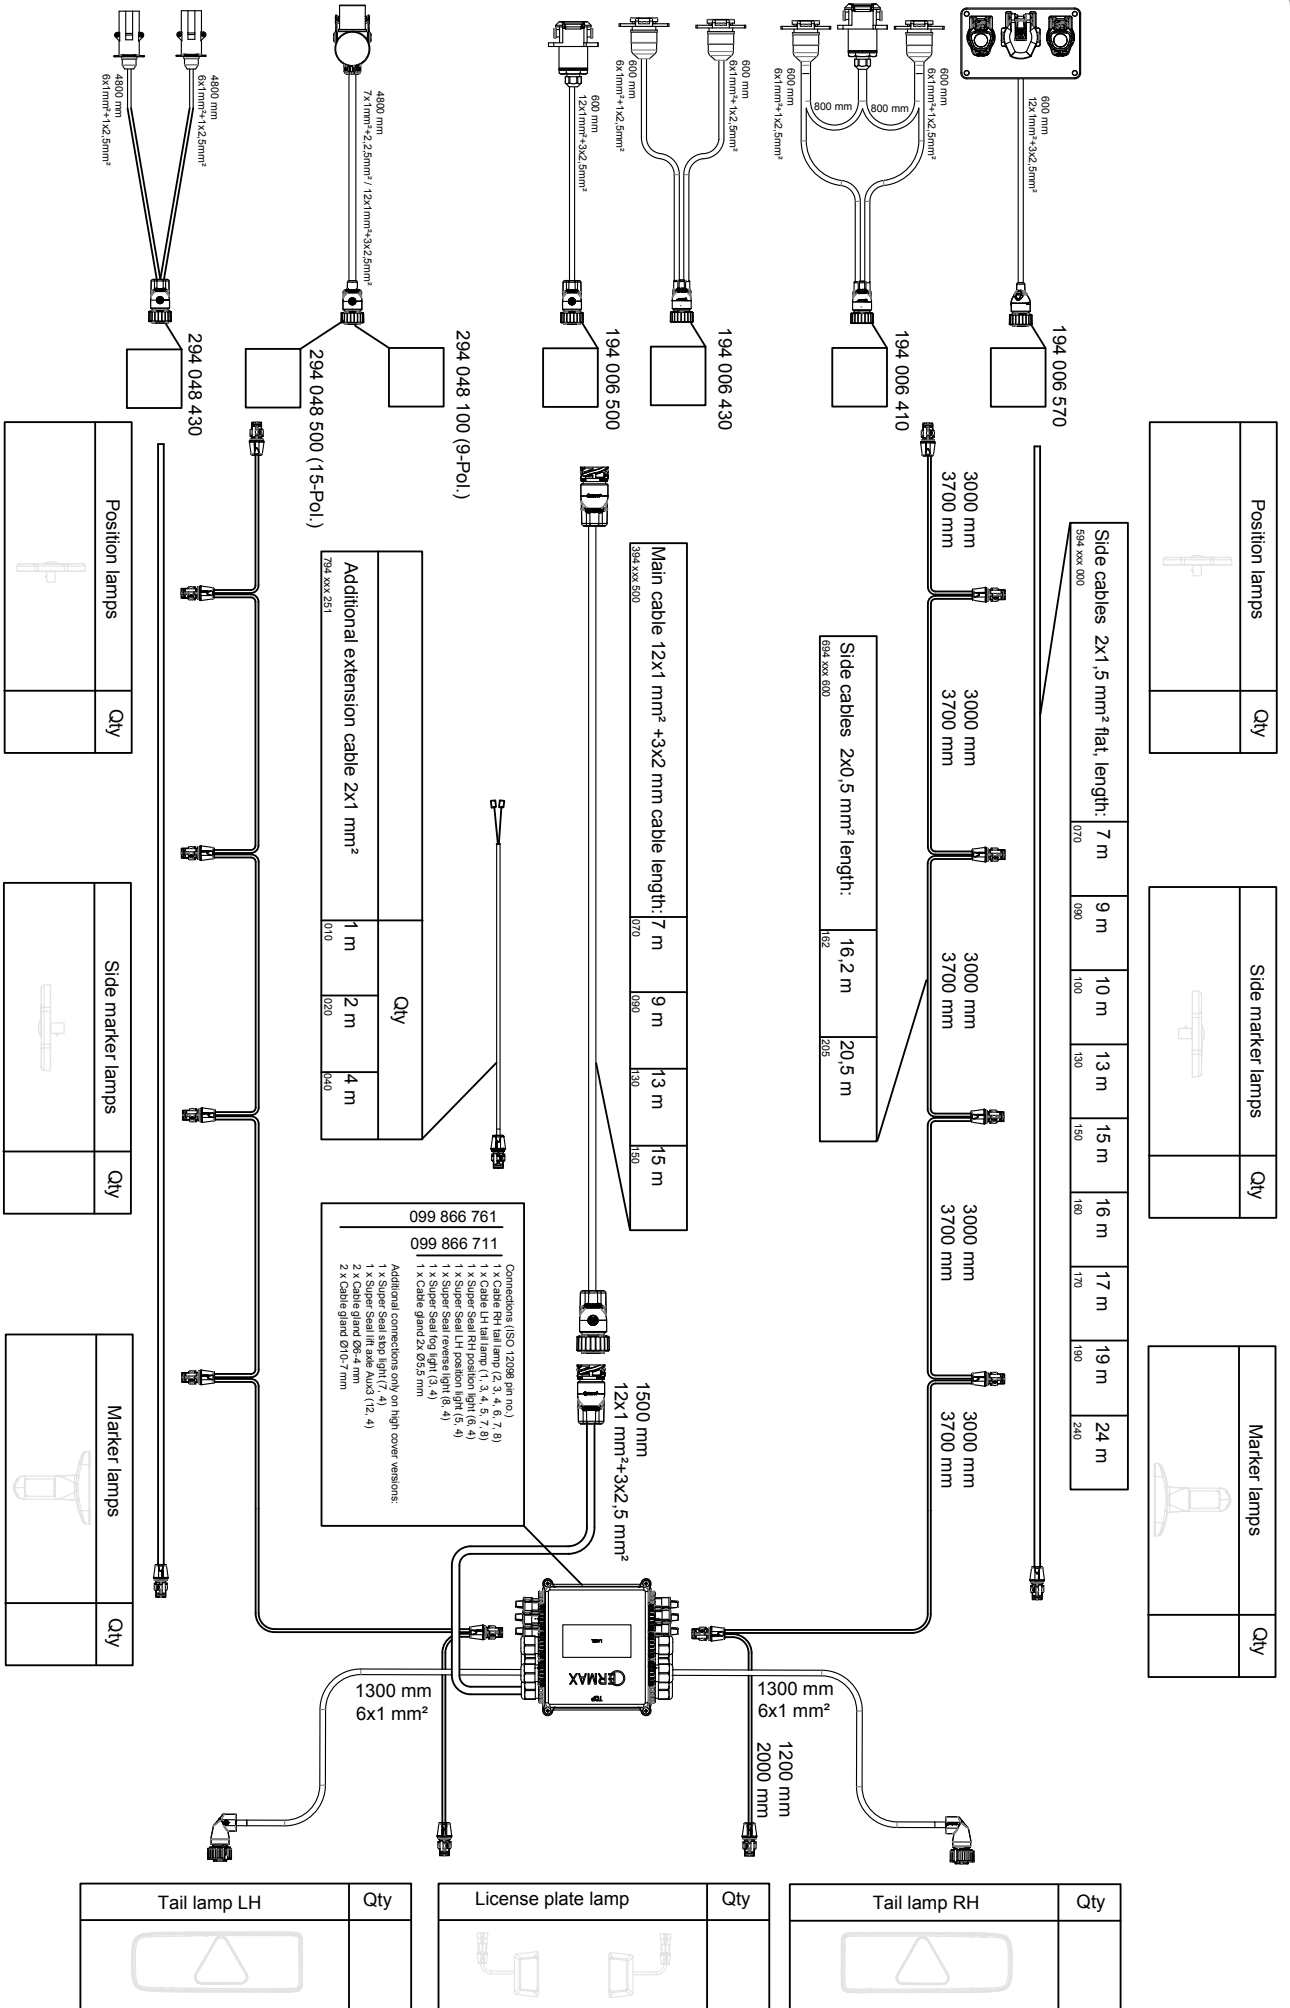 194 006 570
600 mm
12x1mm²+3x2,5mm²
194 006 410
600 mm
6x1mm²+1x2,5mm²
800 mm
800 mm
600 mm
6x1mm²+1x2,5mm²
194 006 430
600 mm
6x1mm²+1x2,5mm²
600 mm
6x1mm²+1x2,5mm²
194 006 500
600 mm
12x1mm²+3x2,5mm²
294 048 100 (9-Pol.)
294 048 500 (15-Pol.)
4800 mm
7x1mm²+2,2,5mm² / 12x1mm²+3x2,5mm²
294 048 430
4800 mm
6x1mm²+1x2,5mm²
4800 mm
6x1mm²+1x2,5mm²
Position lamps
Qty
Side marker lamps
Qty
Marker lamps
Qty
Side cables 2x1,5 mm² flat, length:
594 xxx 000
7 m
070
9 m
090
10 m
100
13 m
130
15 m
150
16 m
160
17 m
170
19 m
190
24 m
240
3000 mm
3700 mm
3000 mm
3700 mm
3000 mm
3700 mm
3000 mm
3700 mm
3000 mm
3700 mm
Side cables 2x0,5 mm² length:
694 xxx 600
16,2 m
162
20,5 m
205
Main cable 12x1 mm² +3x2 mm cable length:
394 xxx 500
7 m
070
9 m
090
13 m
130
15 m
150
1500 mm
12x1 mm²+3x2,5 mm²
Additional extension cable 2x1 mm²
794 xxx 251
Qty
1 m
010
2 m
020
4 m
040
099 866 761
099 866 711
Connections (ISO 12098 pin no.)
1 x Cable RH tail lamp (2, 3, 4, 6, 7, 8)
1 x Cable LH tail lamp (1, 3, 4, 5, 7, 8)
1 x Super Seal RH position light (6, 4)
1 x Super Seal LH position light (5, 4)
1 x Super Seal reverse light (8, 4)
1 x Super Seal fog light (3, 4)
1 x Cable gland 2x Ø5,5 mm
Additional connections only on high cover versions:
1 x Super Seal stop light (7, 4)
1 x Super Seal lift axle Aux3 (12, 4)
2 x Cable gland Ø6-4 mm
2 x Cable gland Ø10-7 mm
LABEL
ERMAX
TOP
1300 mm
6x1 mm²
1300 mm
6x1 mm²
1200 mm
2000 mm
Position lamps
Qty
Side marker lamps
Qty
Marker lamps
Qty
Tail lamp LH
Qty
License plate lamp
Qty
Tail lamp RH
Qty